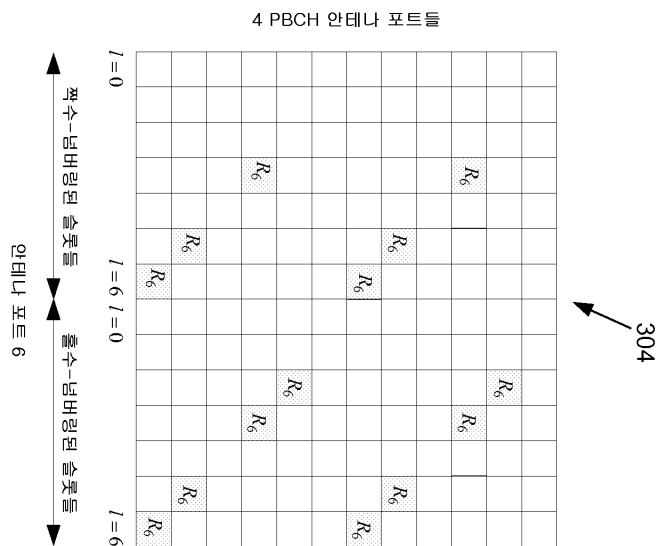 4 PBCH 안테나 포트들
l = 0
R6 R6
R6 R6
l = 6
R6 R6
l = 0
R6 R6
R6 R6
R6 R6
l = 6
R6 R6
짝수-넘버링된 슬롯들
홀수-넘버링된 슬롯들
안테나 포트 6
304